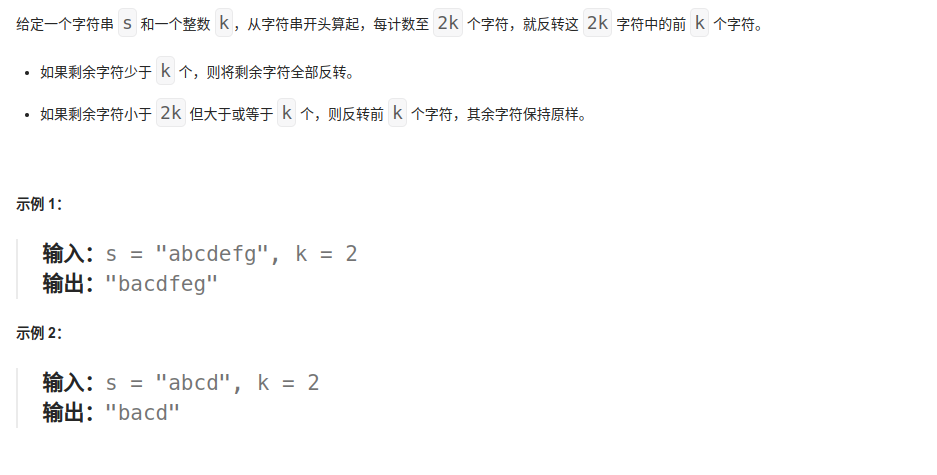 给定一个字符串 s 和一个整数 k，从字符串开头算起，每计数至 2k 个字符，就反转这 2k 字符中的前 k 个字符。
如果剩余字符少于 k 个，则将剩余字符全部反转。
如果剩余字符小于 2k 但大于或等于 k 个，则反转前 k 个字符，其余字符保持原样。
示例 1：
输入：s = "abcdefg", k = 2
输出："bacdfeg"
示例 2：
输入：s = "abcd", k = 2
输出："bacd"